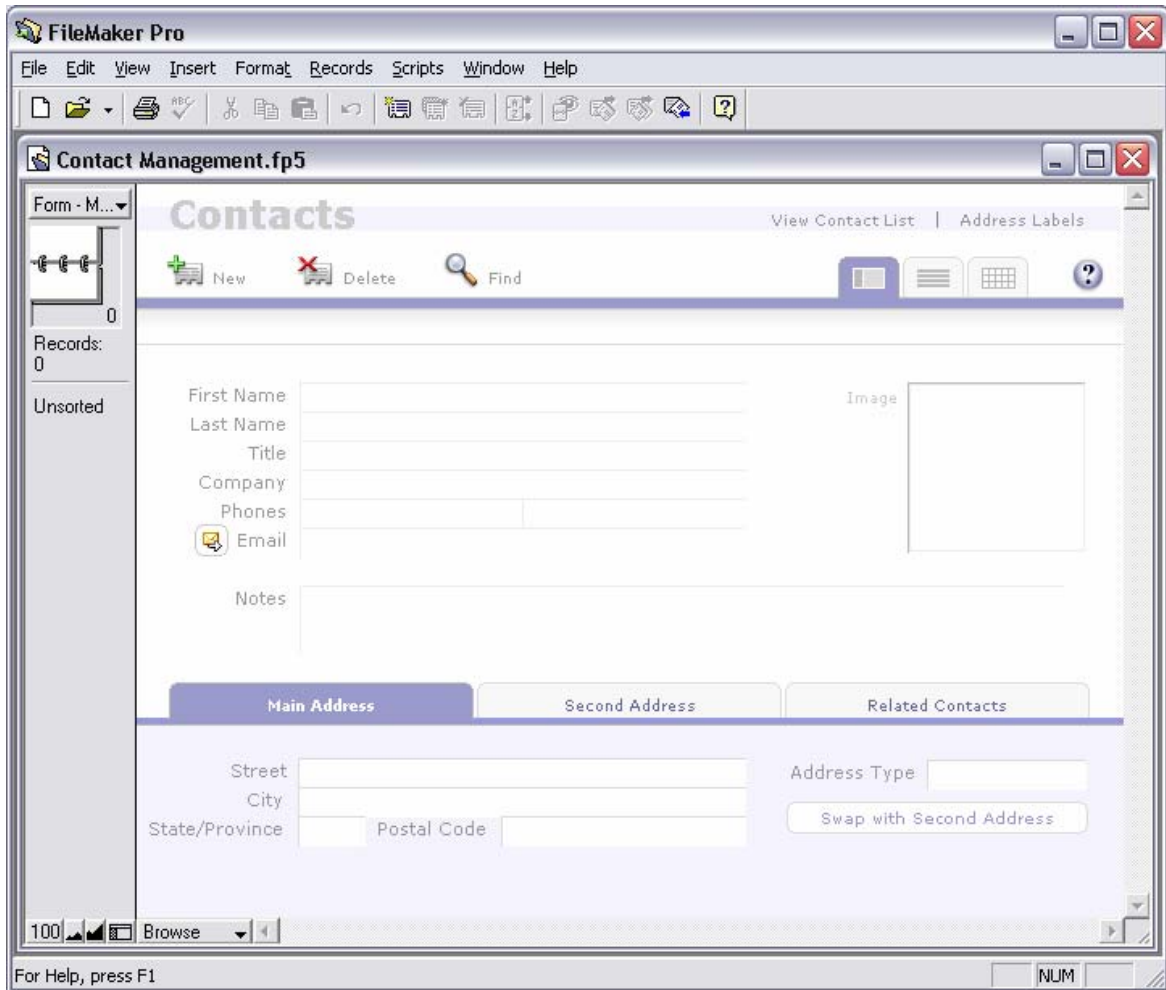 FileMaker Pro
File Edit View Insert Format Records Scripts Window Help
Contact Management.fp5
Form - M...
0
Records:
0
Unsorted
Contacts
View Contact List | Address Labels
New Delete Find
First Name
Last Name
Title
Company
Phones
Email
Notes
Image
Main Address Second Address Related Contacts
Street
City
State/Province Postal Code
Address Type
Swap with Second Address
100 Browse
For Help, press F1 NUM